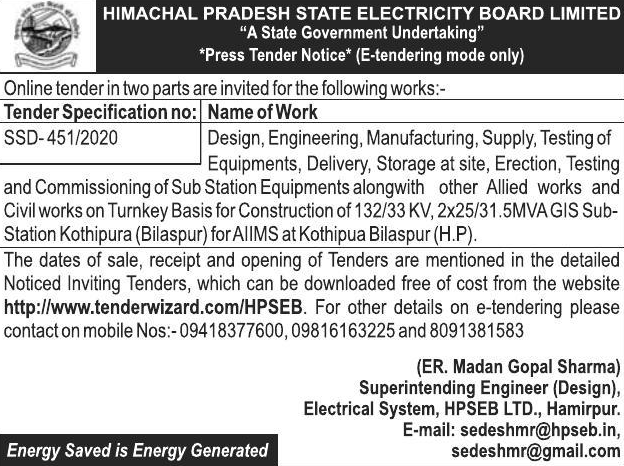 HIMACHAL PRADESH STATE ELECTRICITY BOARD LIMITED
“A State Government Undertaking”
*Press Tender Notice* (E-tendering mode only)
Online tender in two parts are invited for the following works:-
Tender Specification no: Name of Work
SSD- 451/2020 Design, Engineering, Manufacturing, Supply, Testing of
Equipments, Delivery, Storage at site, Erection, Testing
and Commissioning of Sub Station Equipments alongwith other Allied works and
Civil works on Turnkey Basis for Construction of 132/33 KV, 2x25/31.5MVA GIS Sub-
Station Kothipura (Bilaspur) for AIIMS at Kothipua Bilaspur (H.P).
The dates of sale, receipt and opening of Tenders are mentioned in the detailed
Noticed Inviting Tenders, which can be downloaded free of cost from the website
http://www.tenderwizard.com/HPSEB. For other details on e-tendering please
contact on mobile Nos:- 09418377600, 09816163225 and 8091381583
(ER. Madan Gopal Sharma)
Superintending Engineer (Design),
Electrical System, HPSEB LTD., Hamirpur.
E-mail: sedeshmr@hpseb.in,
sedeshmr@gmail.com
Energy Saved is Energy Generated